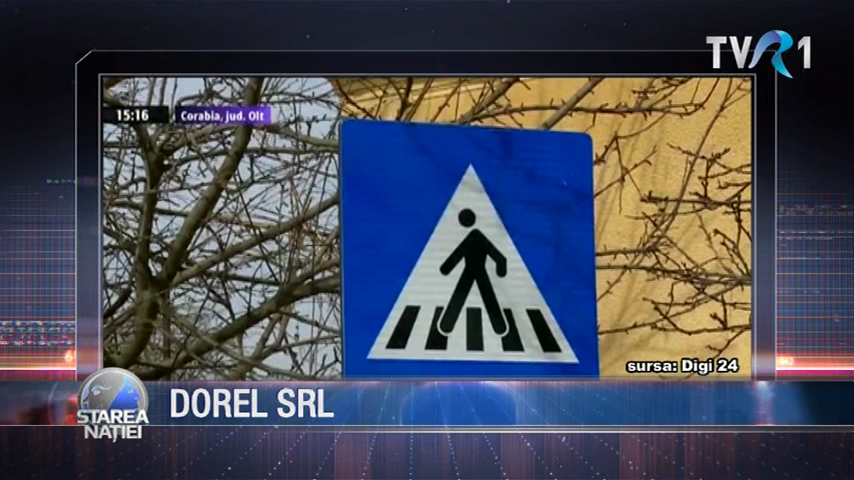 TVR1
15:16
Corabia, jud. Olt
sursa: Digi 24
STAREA
NAȚIEI
DOREL SRL